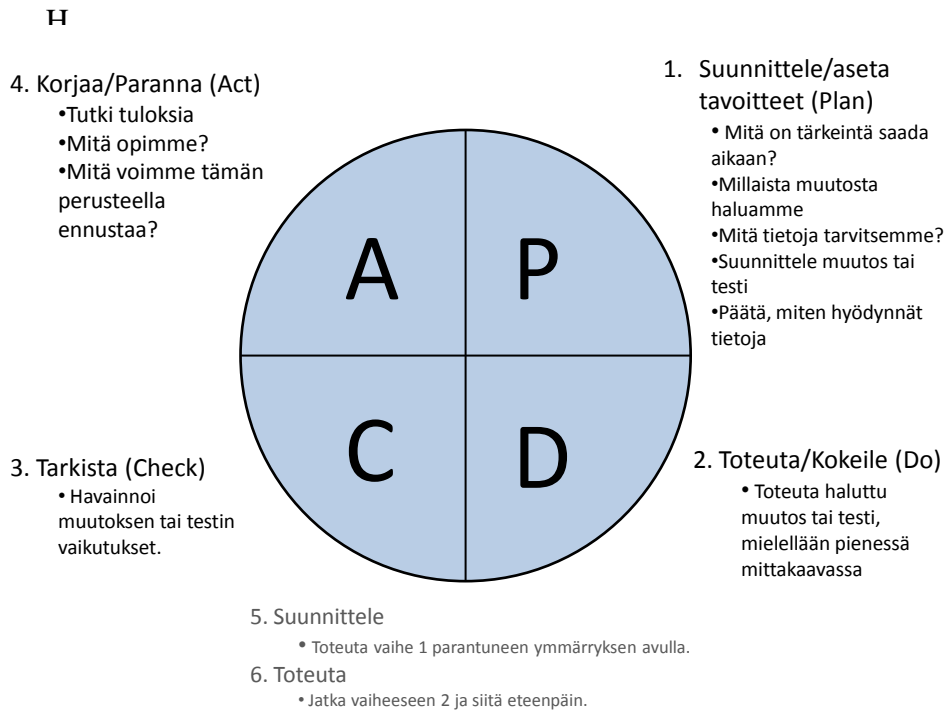 H
4. Korjaa/Paranna (Act)
•Tutki tuloksia
•Mitä opimme?
•Mitä voimme tämän
perusteella
ennustaa?
1. Suunnittele/aseta
tavoitteet (Plan)
• Mitä on tärkeintä saada
aikaan?
•Millaista muutosta
haluamme
•Mitä tietoja tarvitsemme?
•Suunnittele muutos tai
testi
•Päätä, miten hyödynnät
tietoja
A
P
C
D
3. Tarkista (Check)
• Havainnoi
muutoksen tai testin
vaikutukset.
2. Toteuta/Kokeile (Do)
• Toteuta haluttu
muutos tai testi,
mielellään pienessä
mittakaavassa
5. Suunnittele
• Toteuta vaihe 1 parantuneen ymmärryksen avulla.
6. Toteuta
• Jatka vaiheeseen 2 ja siitä eteenpäin.